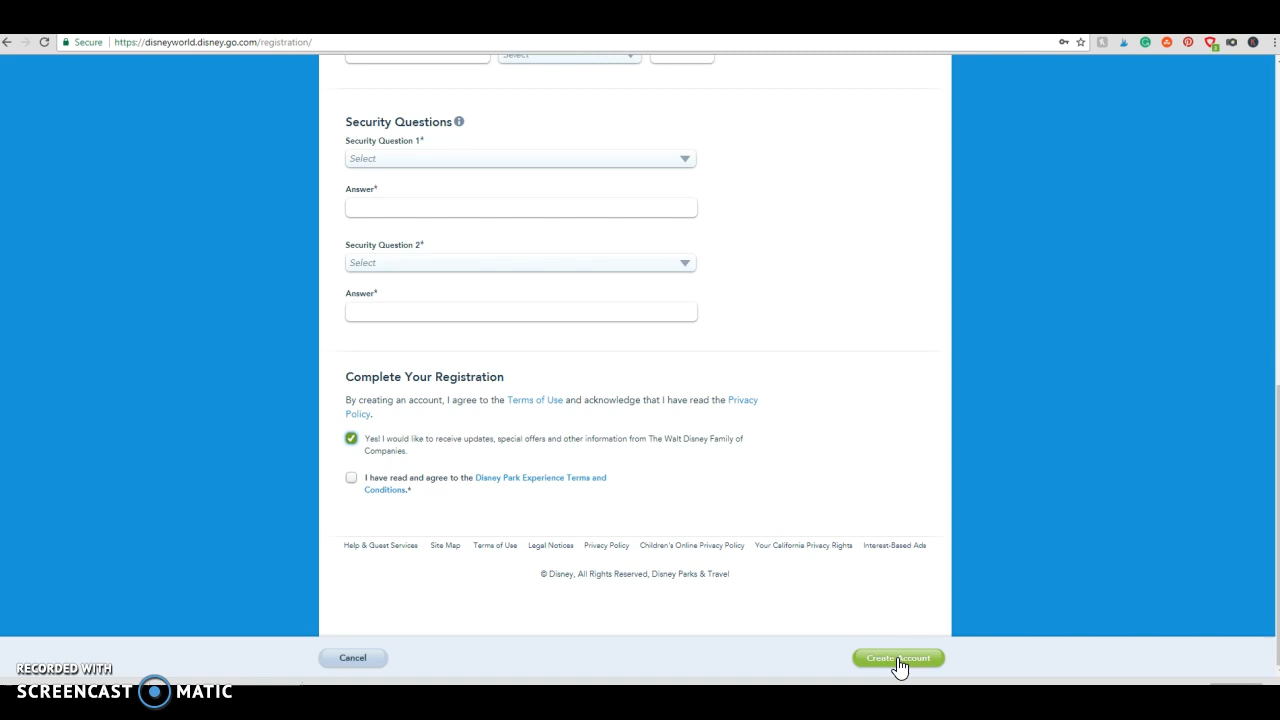 Secure https://disneyworld.disney.go.com/registration/
Select
Security Questions
Security Question 1*
Select
Answer*
Security Question 2*
Select
Answer*
Complete Your Registration
By creating an account, I agree to the Terms of Use and acknowledge that I have read the Privacy
Policy.
Yes! I would like to receive updates, special offers and other information from The Walt Disney Family of
Companies.
I have read and agree to the Disney Park Experience Terms and
Conditions.*
Help & Guest Services Site Map Terms of Use Legal Notices Privacy Policy Children's Online Privacy Policy Your California Privacy Rights Interest-Based Ads
© Disney, All Rights Reserved, Disney Parks & Travel
Cancel Create Account
RECORDED WITH
SCREENCAST MATIC